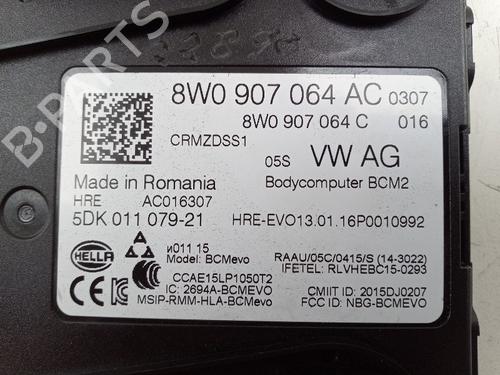 8W0 907 064 AC 0307
8W0 907 064 C 016
CRMZDSS1
05S VW AG
Made in Romania Bodycomputer BCM2
HRE AC016307
5DK 011 079-21 HRE-EVO13.01.16P0010992
и011 15
Model: BCMevo RAAU/05C/0415/S (14-3022)
IFETEL: RLVHEBC15-0293
HELLA
CCAE15LP1050T2
IC: 2694A-BCMEVO CMIIT ID: 2015DJ0207
MSIP-RMM-HLA-BCMevo FCC ID: NBG-BCMEVO
B-PARTS